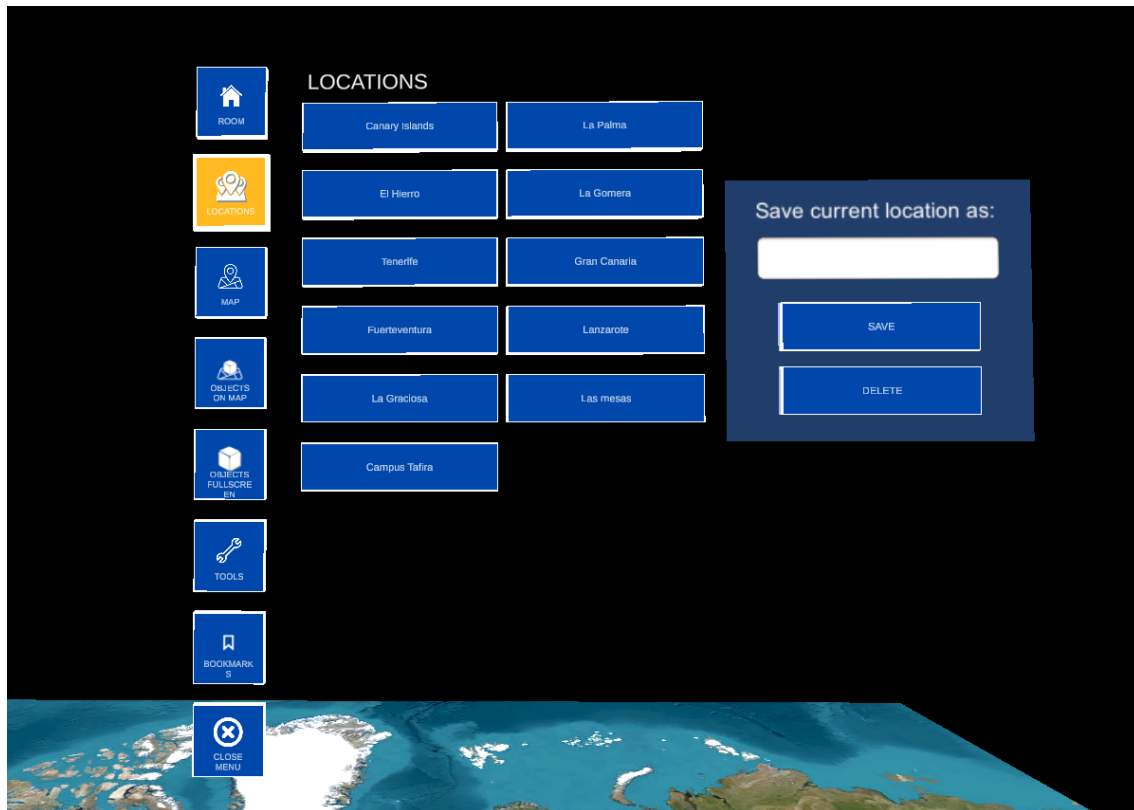 ROOM
LOCATIONS
MAP
OBJECTS
ON MAP
OBJECTS
FULLSCRE
EN
TOOLS
BOOKMARK
S
CLOSE
MENU
LOCATIONS
Canary Islands
La Palma
El Hierro
La Gomera
Tenerife
Gran Canaria
Fuerteventura
Lanzarote
La Graciosa
Las mesas
Campus Tafira
Save current location as:
SAVE
DELETE